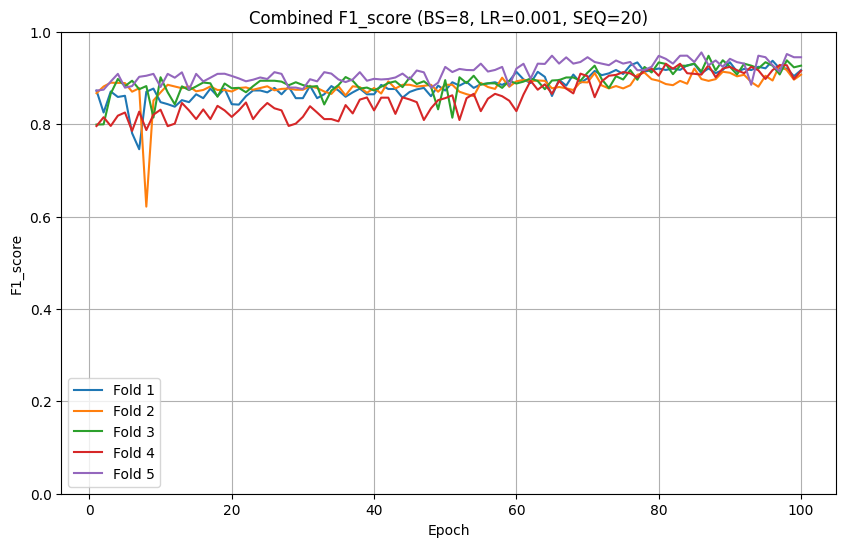 Combined F1_score (BS=8, LR=0.001, SEQ=20)
F1_score
1.0
0.8
0.6
0.4
0.2
0.0
Fold 1
Fold 2
Fold 3
Fold 4
Fold 5
0 20 40 60 80 100
Epoch